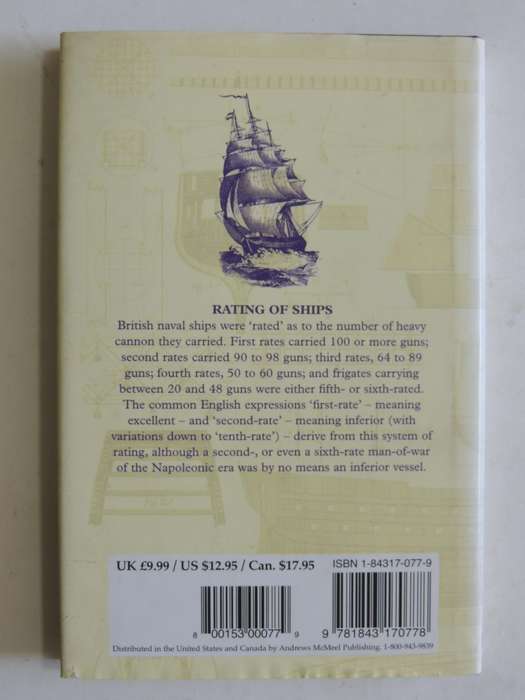 RATING OF SHIPS
British naval ships were ‘rated’ as to the number of heavy
cannon they carried. First rates carried 100 or more guns;
second rates carried 90 to 98 guns; third rates, 64 to 89
guns; fourth rates, 50 to 60 guns; and frigates carrying
between 20 and 48 guns were either fifth- or sixth-rated.
The common English expressions ‘first-rate’ – meaning
excellent – and ‘second-rate’ – meaning inferior (with
variations down to ‘tenth-rate’) – derive from this system of
rating, although a second-, or even a sixth-rate man-of-war
of the Napoleonic era was by no means an inferior vessel.
UK £9.99 / US $12.95 / Can. $17.95
ISBN 1-84317-077-9
8 00153 00077 9
9 781843 170778
Distributed in the United States and Canada by Andrews McMeel Publishing. 1-800-943-9839